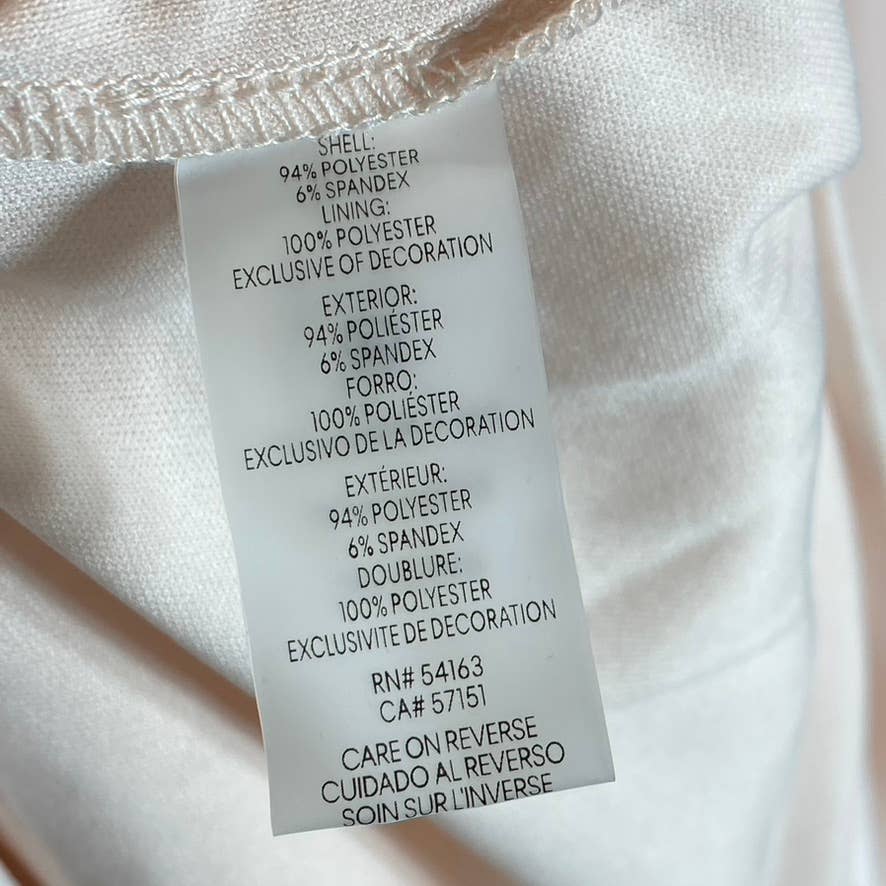 SHELL:
94% POLYESTER
6% SPANDEX
LINING:
100% POLYESTER
EXCLUSIVE OF DECORATION
EXTERIOR:
94% POLIÉSTER
6% SPANDEX
FORRO:
100% POLIÉSTER
EXCLUSIVO DE LA DECORATION
EXTÉRIEUR:
94% POLYESTER
6% SPANDEX
DOUBLURE:
100% POLYESTER
EXCLUSIVITE DE DECORATION
RN# 54163
CA# 57151
CARE ON REVERSE
CUIDADO AL REVERSO
SOIN SUR L'INVERSE